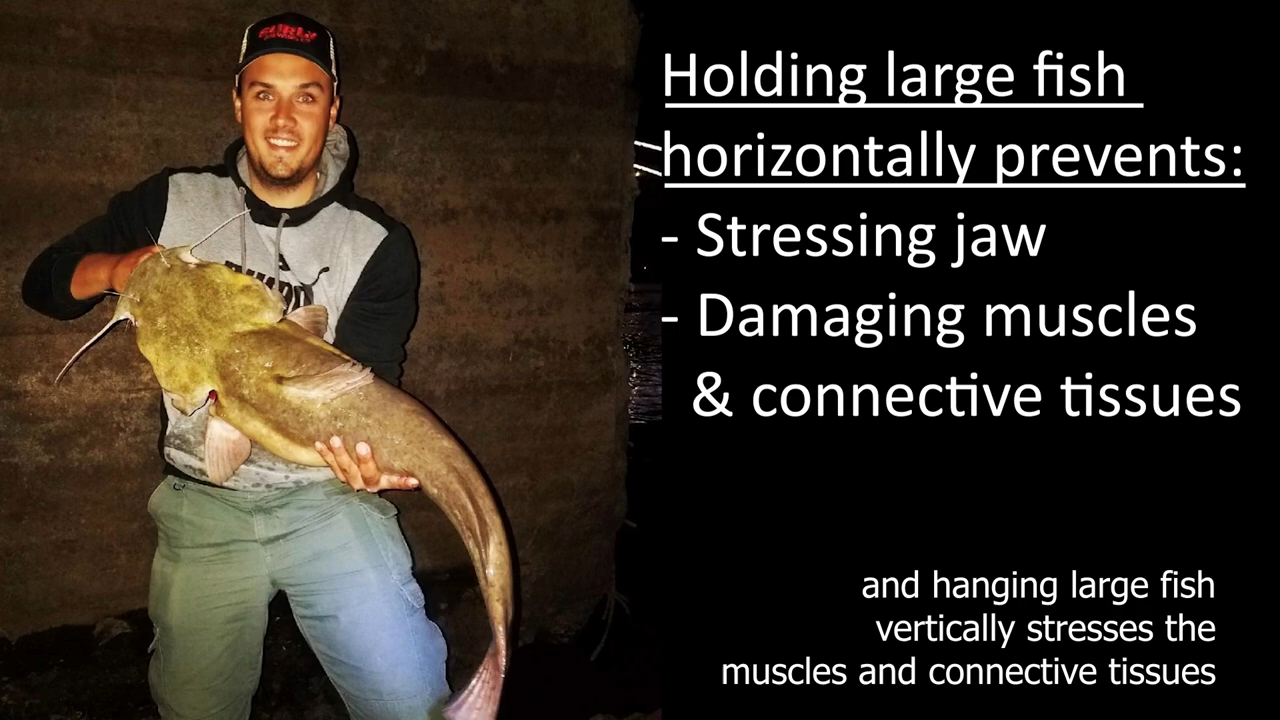 SURLY
Holding large fish
horizontally prevents:
- Stressing jaw
- Damaging muscles
& connective tissues
and hanging large fish
vertically stresses the
muscles and connective tissues